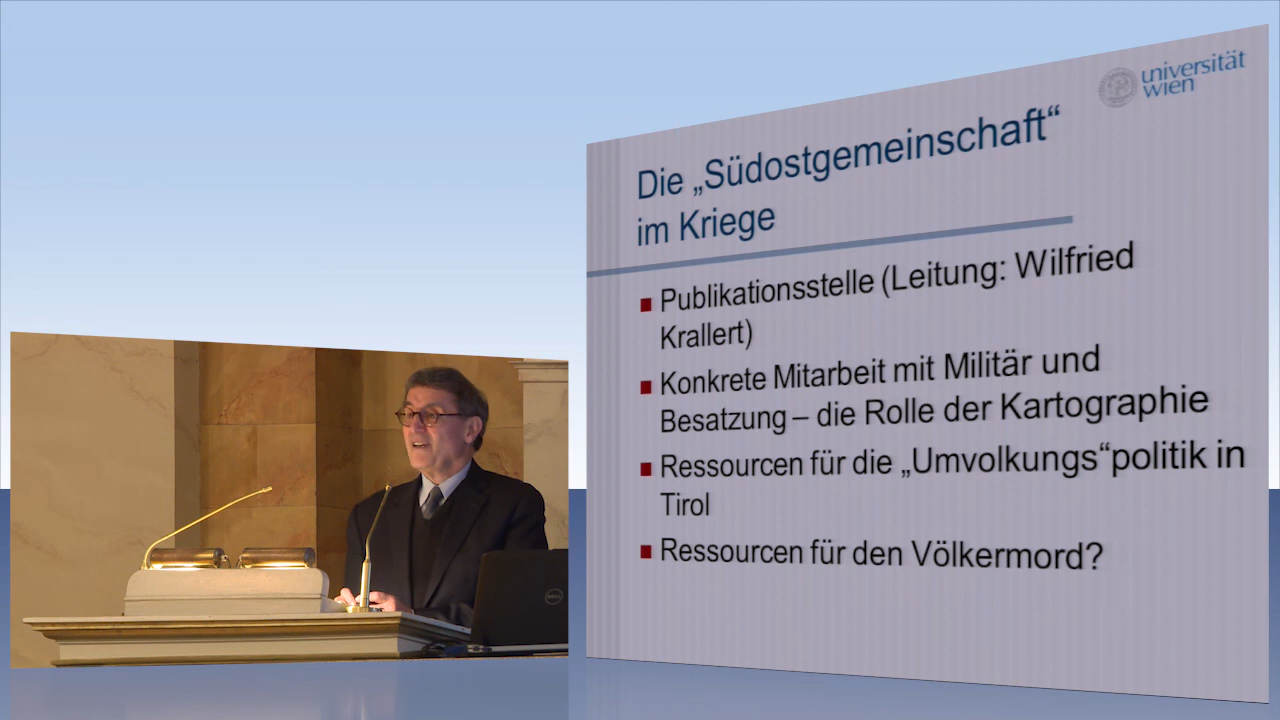 universität
wien
Die „Südostgemeinschaft“
im Kriege
Publikationsstelle (Leitung: Wilfried
Krallert)
Konkrete Mitarbeit mit Militär und
Besatzung – die Rolle der Kartographie
Ressourcen für die „Umvolkungs“politik in
Tirol
Ressourcen für den Völkermord?
DELL